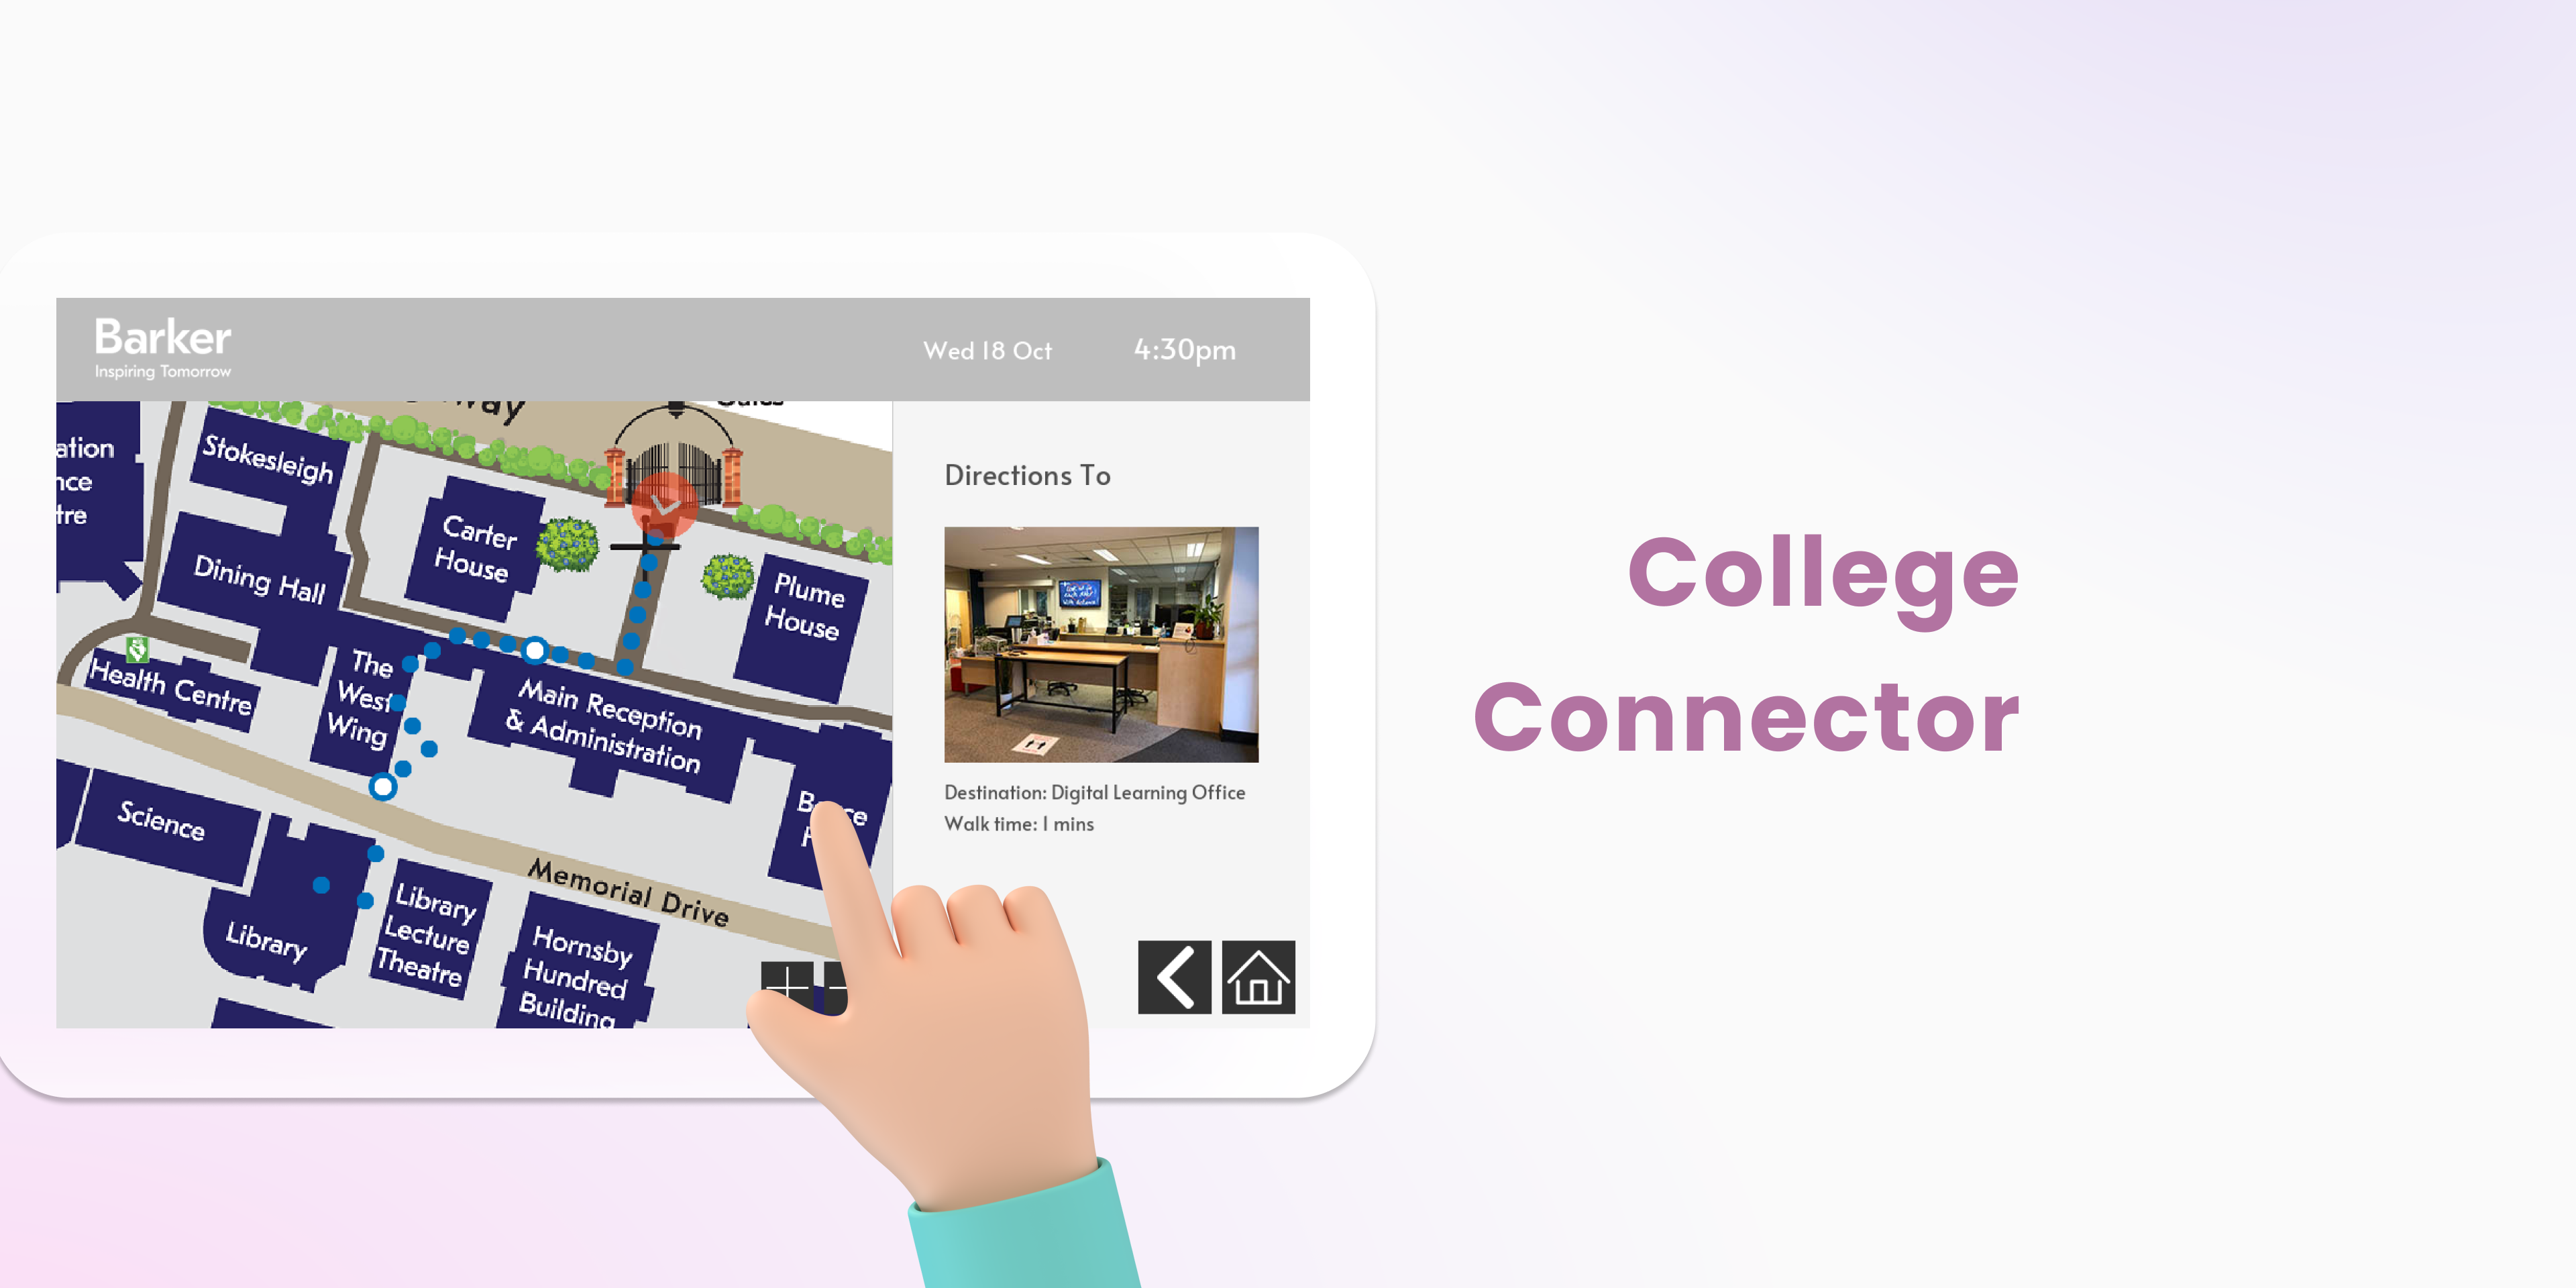 Barker
Inspiring Tomorrow
Wed 18 Oct
4:30pm
Stokesleigh
Carter
House
Dining Hall
Plume
House
Health Centre
The
West
Wing
Main Reception
& Administration
Science
Library
Library
Lecture
Theatre
Memorial Drive
Hornsby
Hundred
Building
Directions To
Destination: Digital Learning Office
Walk time: 1 mins
College
Connector